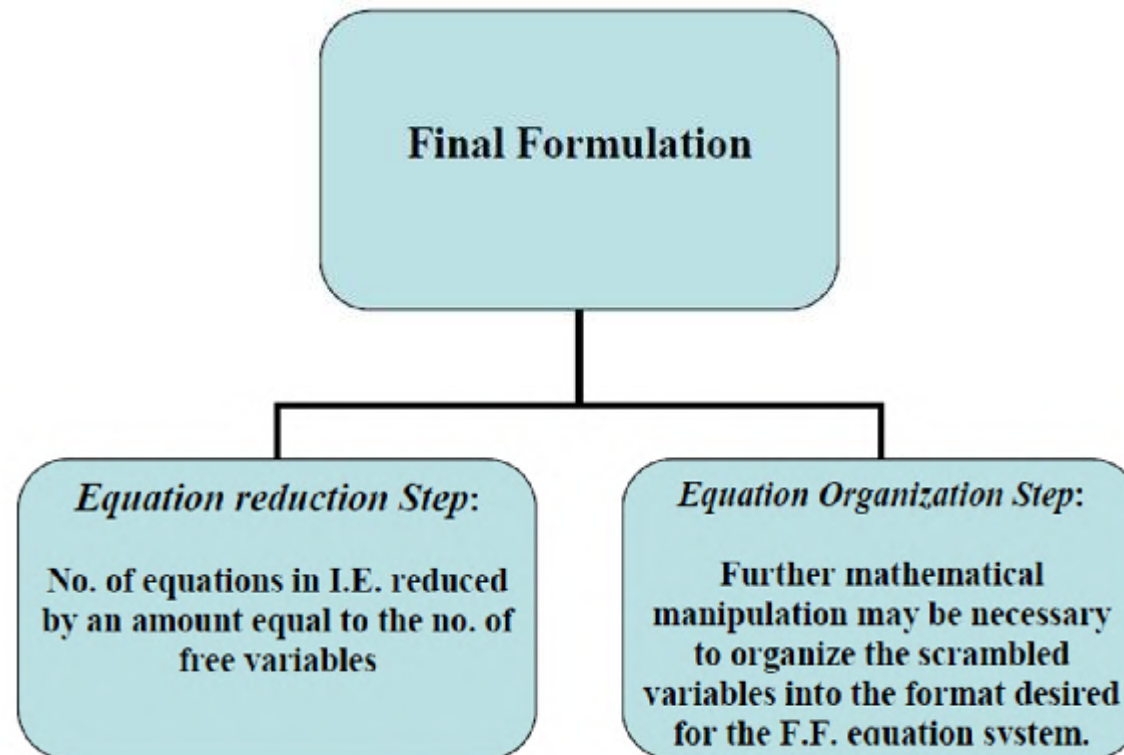 Final Formulation
Equation reduction Step:
No. of equations in I.E. reduced
by an amount equal to the no. of
free variables
Equation Organization Step:
Further mathematical
manipulation may be necessary
to organize the scrambled
variables into the format desired
for the F.F. equation system.